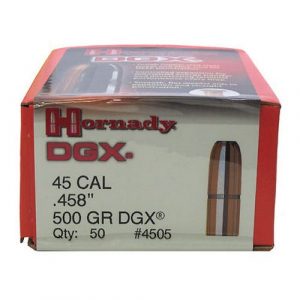 Hornady
DGX®
45 CAL
.458"
500 GR DGX®
Qty: 50 #4505